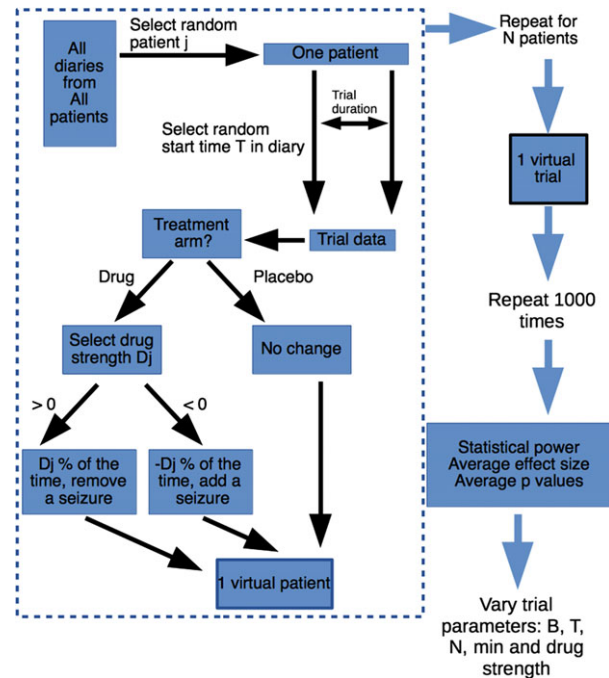 All
diaries
from
All
patients
Select random
patient j
One patient
Trial
duration
Select random
start time T in diary
Treatment
arm?
Trial data
Drug
Placebo
Select drug
strength Dj
No change
> 0
< 0
Dj % of the
time, remove
a seizure
-Dj % of the
time, add a
seizure
1 virtual patient
Repeat for
N patients
1 virtual
trial
Repeat 1000
times
Statistical power
Average effect size
Average p values
Vary trial
parameters: B, T,
N, min and drug
strength